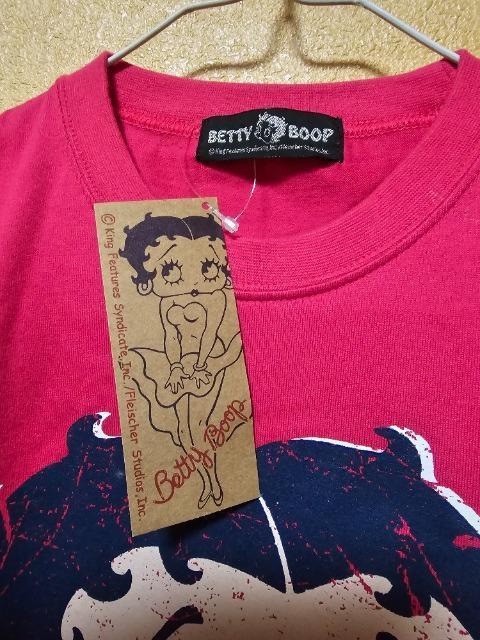 BETTY BOOP
© King Features Syndicate, Inc./Fleischer Studios, Inc.
© King Features Syndicate, Inc./Fleischer Studios, Inc.
Betty Boop